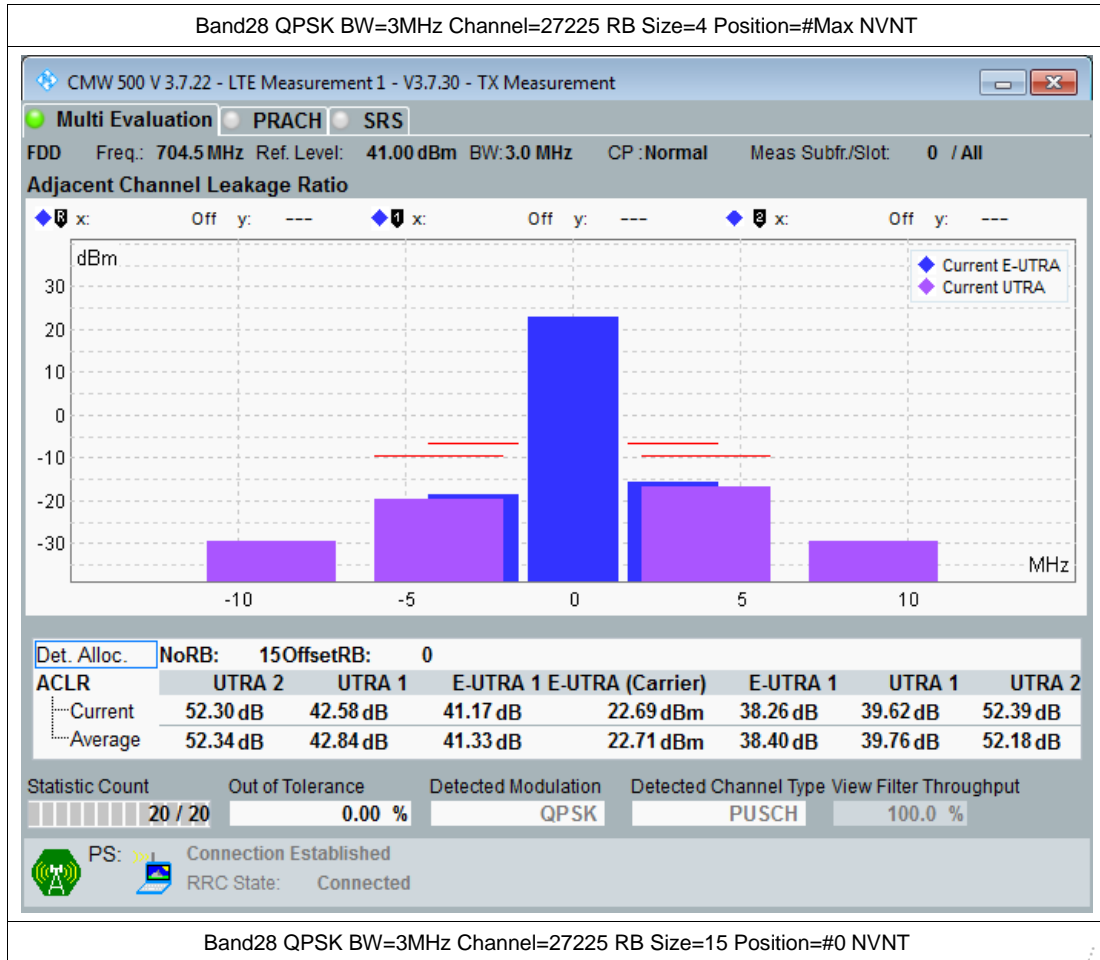 Band28 QPSK BW=3MHz Channel=27225 RB Size=4 Position=#Max NVNT
CMW 500 V 3.7.22 - LTE Measurement 1 - V3.7.30 - TX Measurement
Multi Evaluation PRACH SRS
FDD Freq.: 704.5 MHz Ref. Level: 41.00 dBm BW: 3.0 MHz CP : Normal Meas Subfr./Slot: 0 / All
Adjacent Channel Leakage Ratio
R x: Off y: --- 1 x: Off y: --- 2 x: Off y: ---
dBm
Current E-UTRA
Current UTRA
30
20
10
0
-10
-20
-30
MHz
-10 -5 0 5 10
Det. Alloc. NoRB: 15 OffsetRB: 0
ACLR UTRA 2 UTRA 1 E-UTRA 1 E-UTRA (Carrier) E-UTRA 1 UTRA 1 UTRA 2
Current 52.30 dB 42.58 dB 41.17 dB 22.69 dBm 38.26 dB 39.62 dB 52.39 dB
Average 52.34 dB 42.84 dB 41.33 dB 22.71 dBm 38.40 dB 39.76 dB 52.18 dB
Statistic Count Out of Tolerance Detected Modulation Detected Channel Type View Filter Throughput
20 / 20 0.00 % QPSK PUSCH 100.0 %
PS: Connection Established
RRC State: Connected
Band28 QPSK BW=3MHz Channel=27225 RB Size=15 Position=#0 NVNT